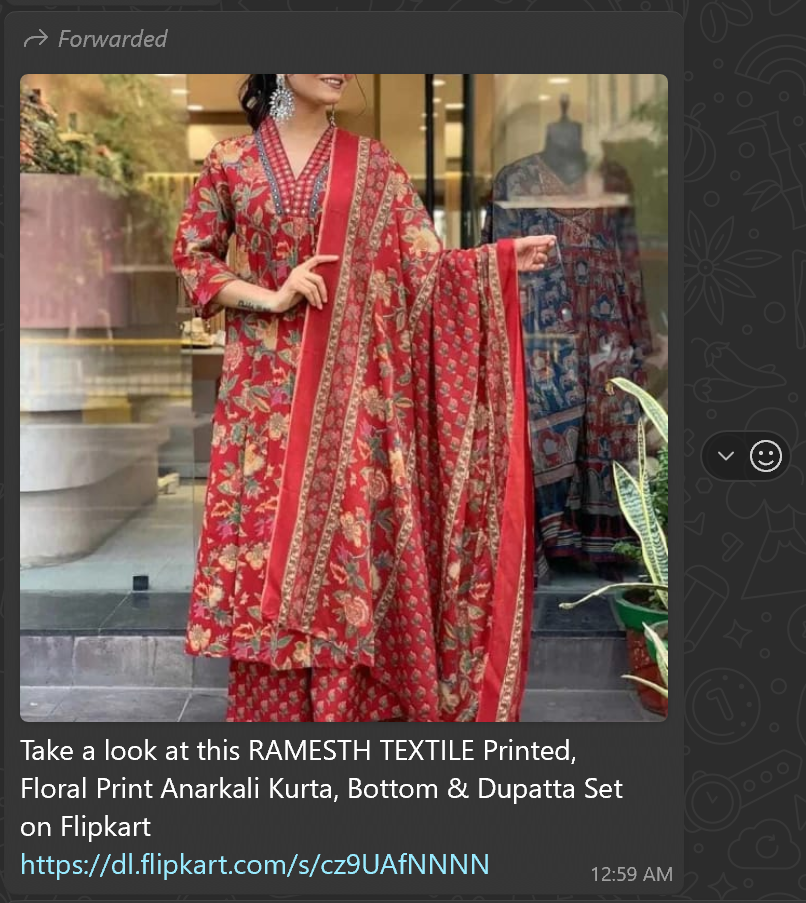 Forwarded
Take a look at this RAMESTH TEXTILE Printed,
Floral Print Anarkali Kurta, Bottom & Dupatta Set
on Flipkart
https://dl.flipkart.com/s/cz9UAfNNNN
12:59 AM